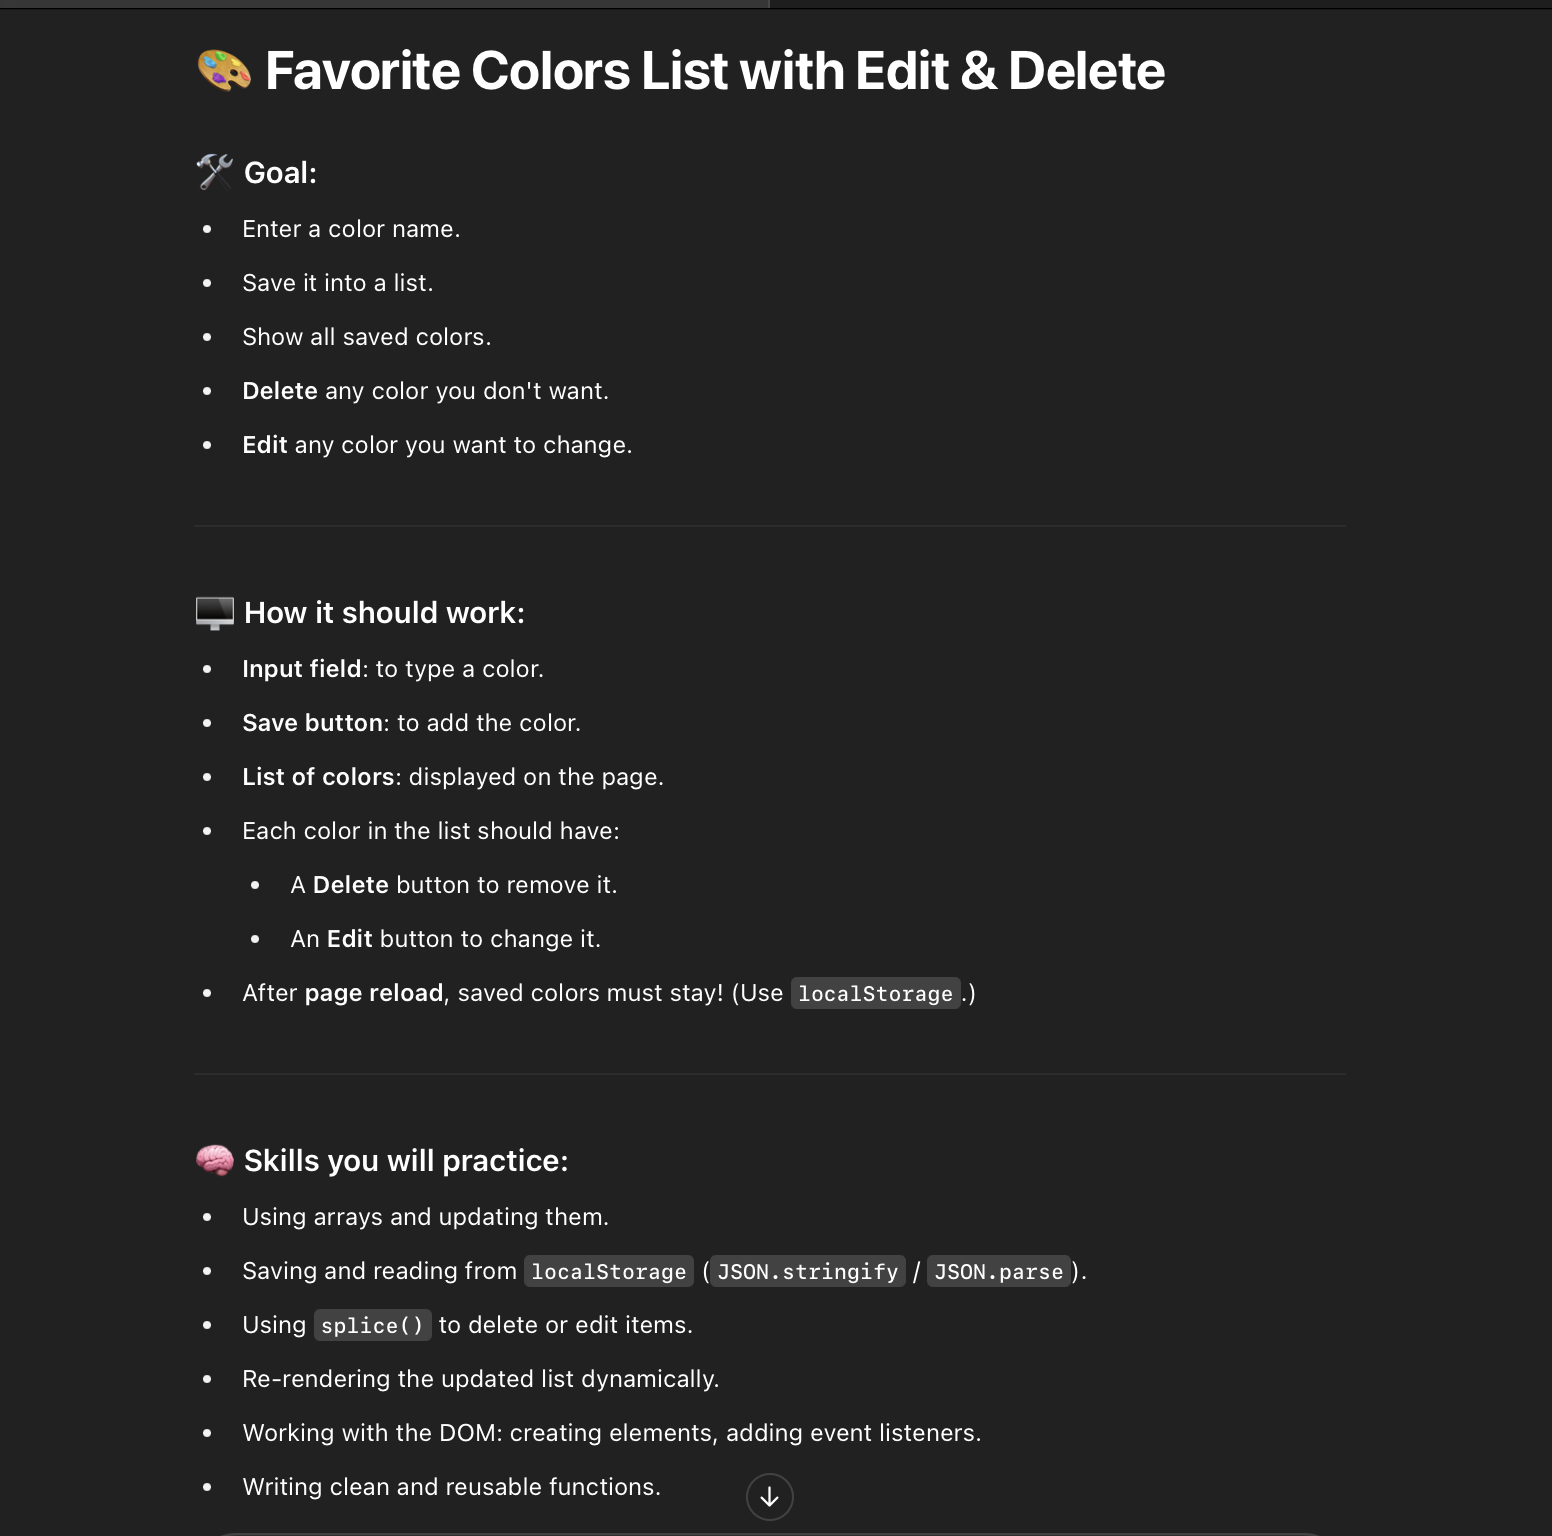 🎨 Favorite Colors List with Edit & Delete
🛠️ Goal:
• Enter a color name.
• Save it into a list.
• Show all saved colors.
• Delete any color you don't want.
• Edit any color you want to change.
🖥️ How it should work:
• Input field: to type a color.
• Save button: to add the color.
• List of colors: displayed on the page.
• Each color in the list should have:
• A Delete button to remove it.
• An Edit button to change it.
• After page reload, saved colors must stay! (Use localStorage.)
🧠 Skills you will practice:
• Using arrays and updating them.
• Saving and reading from localStorage (JSON.stringify / JSON.parse).
• Using splice() to delete or edit items.
• Re-rendering the updated list dynamically.
• Working with the DOM: creating elements, adding event listeners.
• Writing clean and reusable functions.